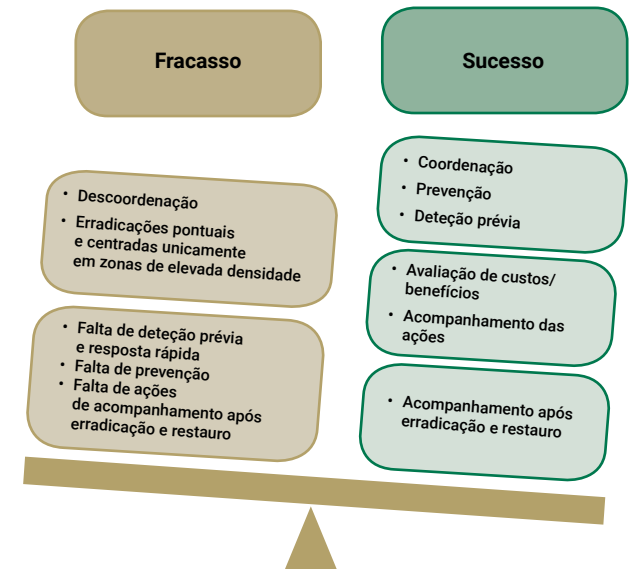 Fracasso
• Descoordenação
• Erradicações pontuais
e centradas unicamente
em zonas de elevada densidade
• Falta de deteção prévia
e resposta rápida
• Falta de prevenção
• Falta de ações
de acompanhamento após
erradicação e restauro
Sucesso
• Coordenação
• Prevenção
• Deteção prévia
• Avaliação de custos/
benefícios
• Acompanhamento das
ações
• Acompanhamento após
erradicação e restauro